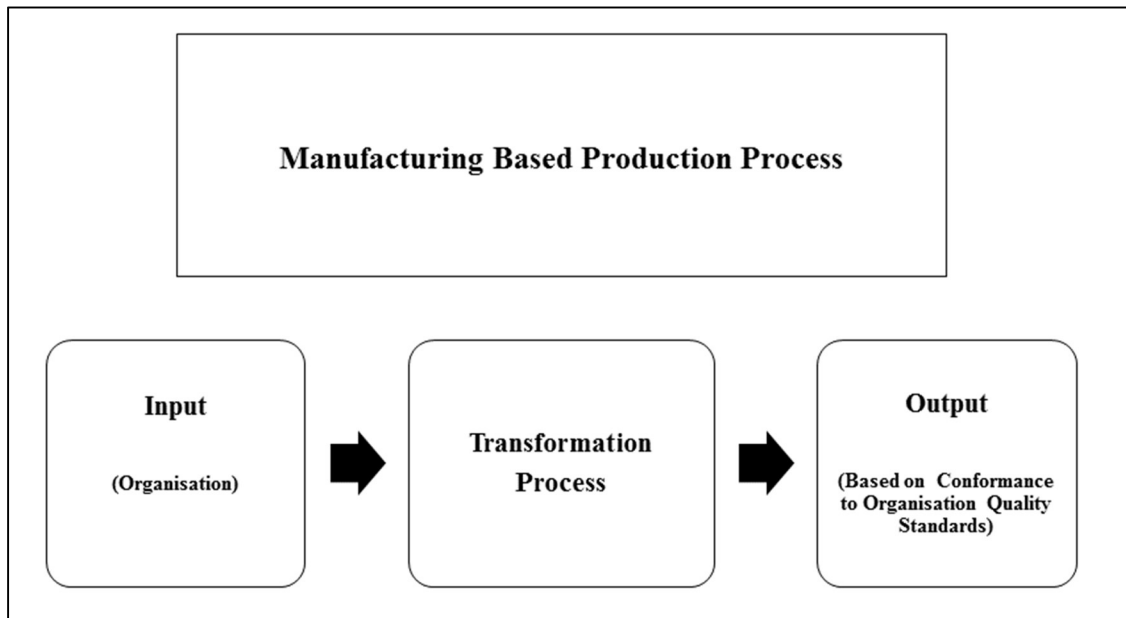 Manufacturing Based Production Process
Input
(Organisation)
Transformation
Process
Output
(Based on Conformance
to Organisation Quality
Standards)